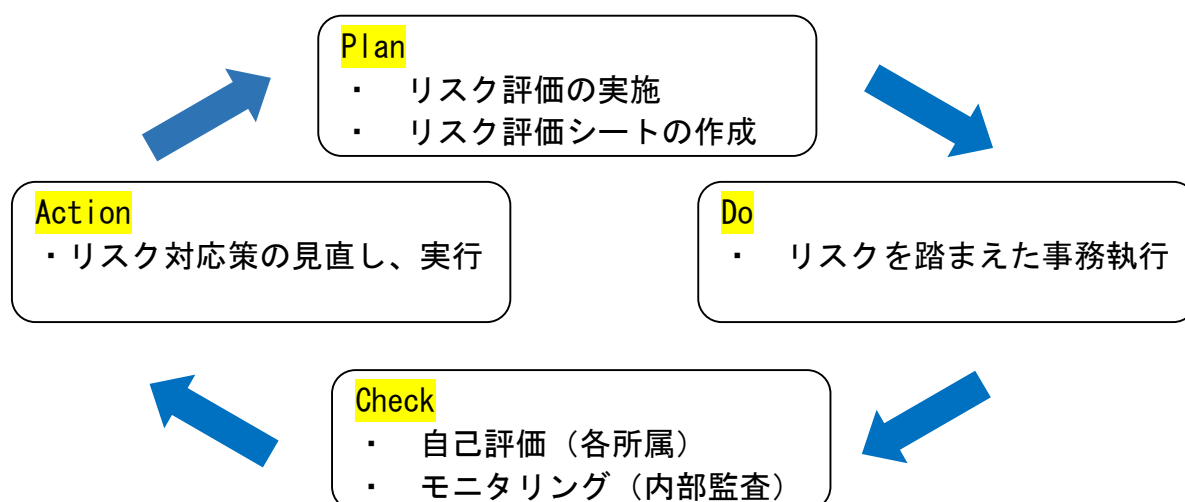 Plan
・ リスク評価の実施
・ リスク評価シートの作成
Do
・ リスクを踏まえた事務執行
Check
・ 自己評価（各所属）
・ モニタリング（内部監査）
Action
・リスク対応策の見直し、実行